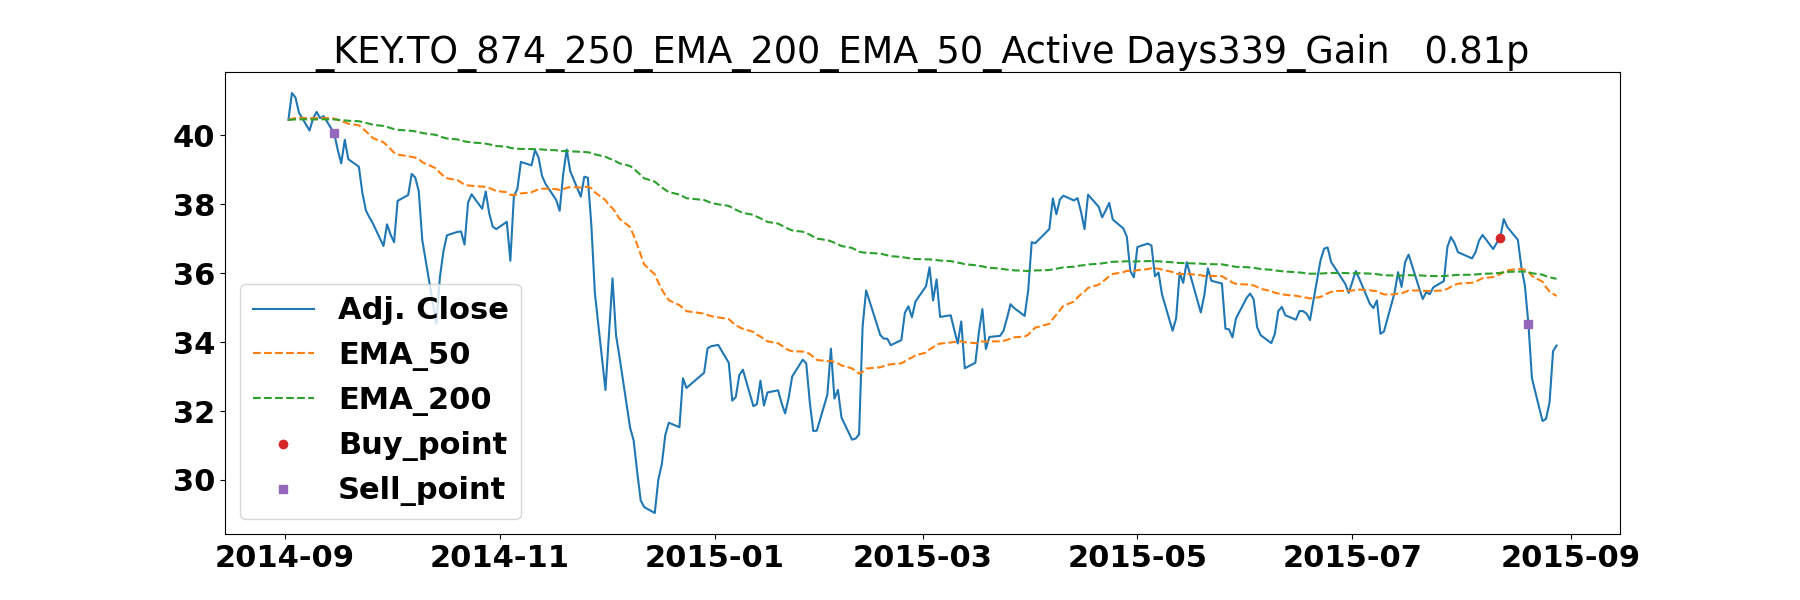 _KEY.TO_874_250_EMA_200_EMA_50_Active Days339_Gain   0.81p
40
38
36
34
32
30
Adj. Close
EMA_50
EMA_200
Buy_point
Sell_point
2014-09 2014-11 2015-01 2015-03 2015-05 2015-07 2015-09